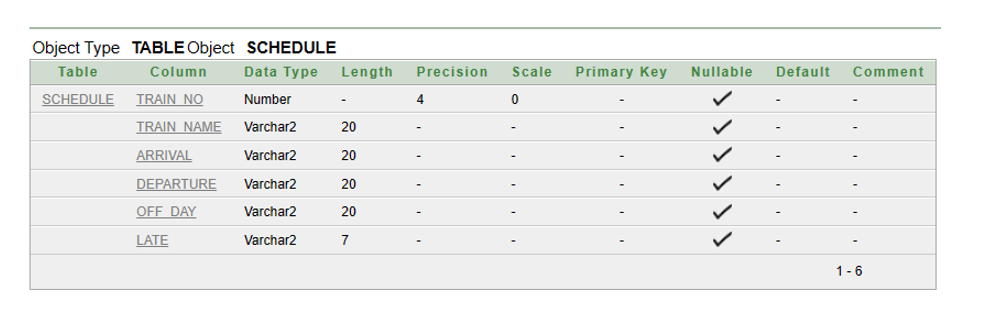 Object Type TABLE Object SCHEDULE
Table Column Data Type Length Precision Scale Primary Key Nullable Default Comment
SCHEDULE TRAIN_NO Number - 4 0 - ✓ - -
TRAIN_NAME Varchar2 20 - - - ✓ - -
ARRIVAL Varchar2 20 - - - ✓ - -
DEPARTURE Varchar2 20 - - - ✓ - -
OFF_DAY Varchar2 20 - - - ✓ - -
LATE Varchar2 7 - - - ✓ - -
1 - 6